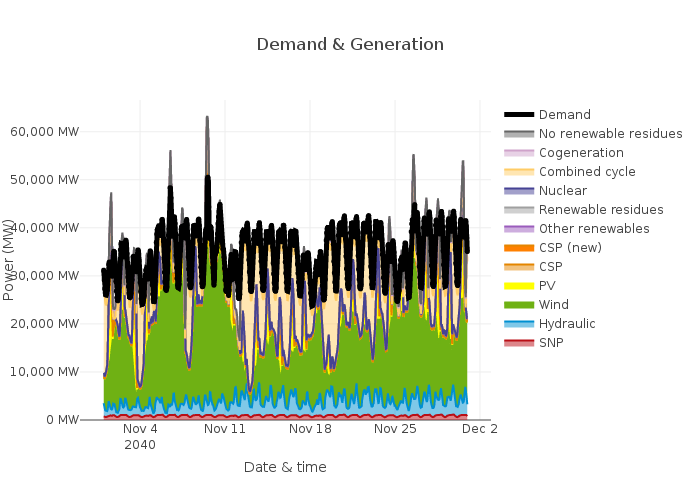 Demand & Generation
60,000 MW
50,000 MW
40,000 MW
30,000 MW
20,000 MW
10,000 MW
0 MW
Power (MW)
Nov 4
2040
Nov 11
Nov 18
Nov 25
Dec 2
Date & time
Demand
No renewable residues
Cogeneration
Combined cycle
Nuclear
Renewable residues
Other renewables
CSP (new)
CSP
PV
Wind
Hydraulic
SNP